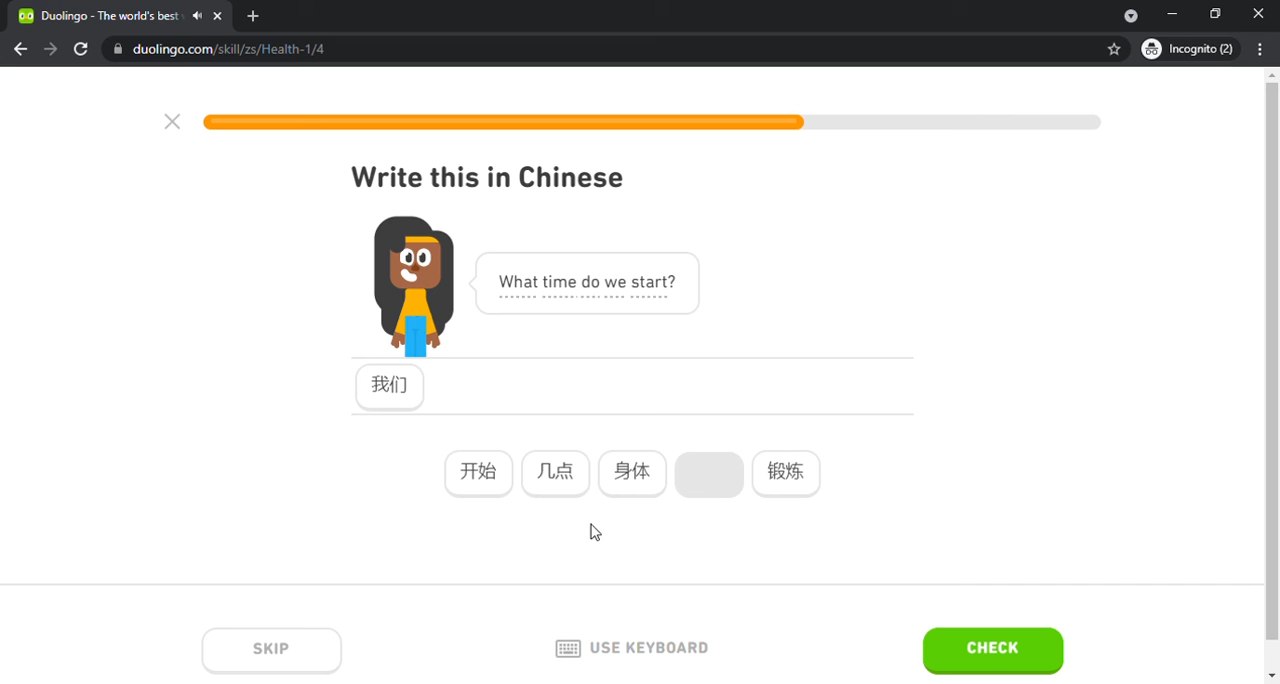 Duolingo - The world's best
duolingo.com/skill/zs/Health-1/4
Incognito (2)
Write this in Chinese
What time do we start?
我们
开始 几点 身体 锻炼
SKIP
USE KEYBOARD
CHECK